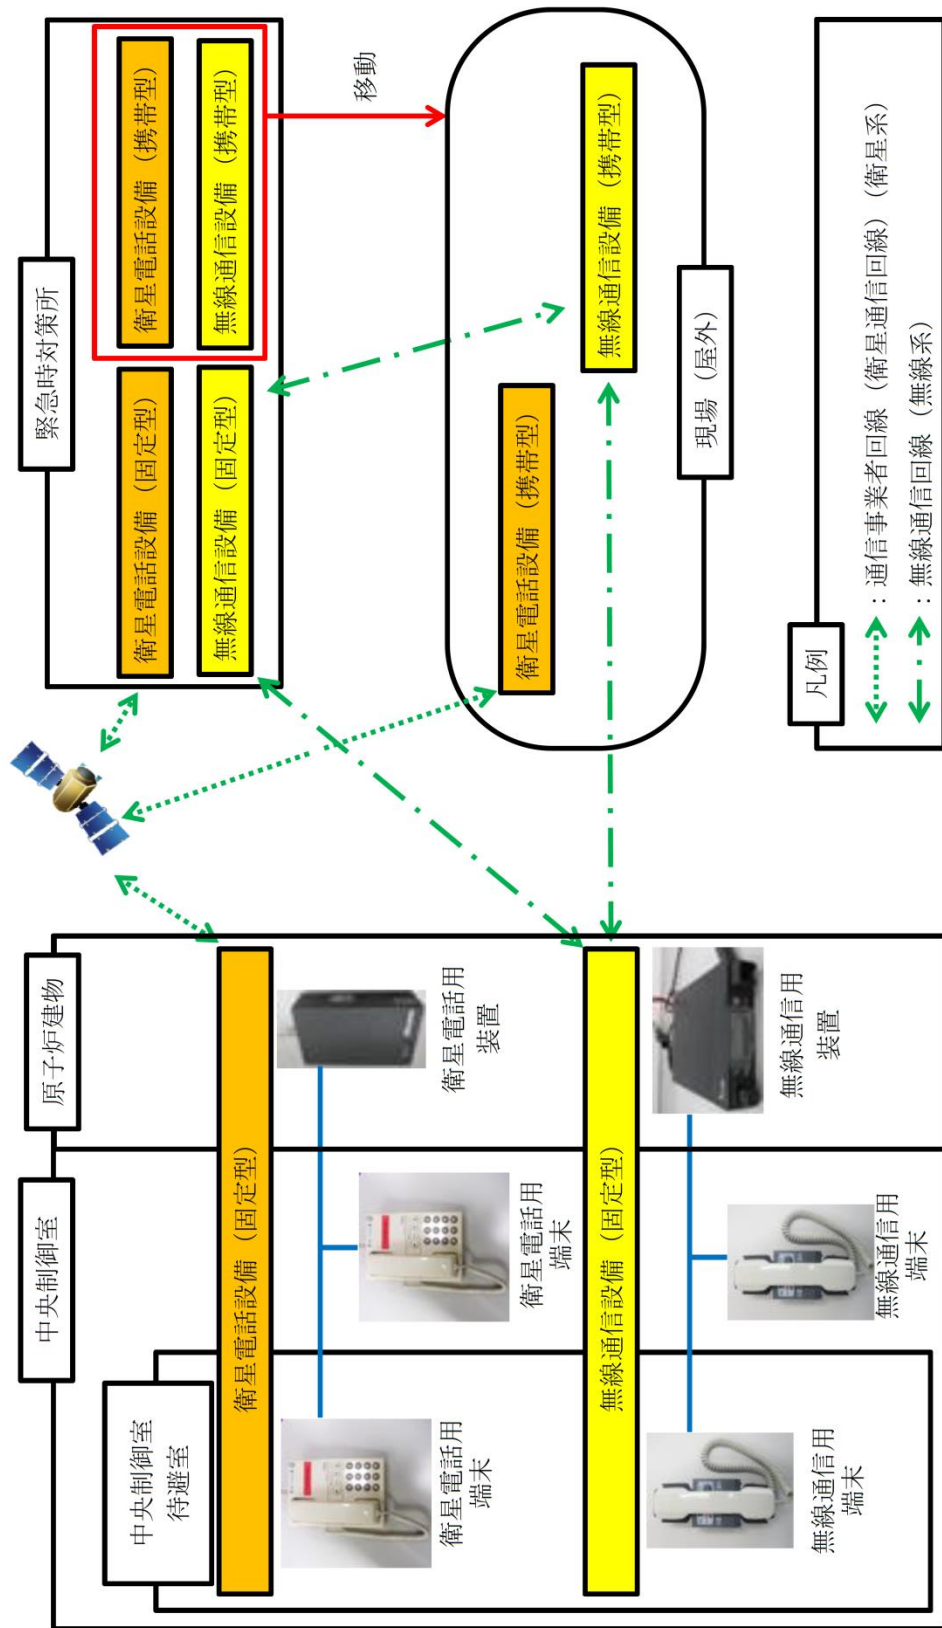 中央制御室
原子炉建物
中央制御室
待避室
衛星電話設備（固定型）
衛星電話用
端末
衛星電話用
端末
衛星電話用
装置
無線通信設備（固定型）
無線通信用
端末
無線通信用
端末
無線通信用
装置
緊急時対策所
衛星電話設備（固定型）
衛星電話設備（携帯型）
無線通信設備（固定型）
無線通信設備（携帯型）
移動
衛星電話設備（携帯型）
無線通信設備（携帯型）
現場（屋外）
凡例
：通信事業者回線（衛星通信回線）（衛星系）
：無線通信回線（無線系）